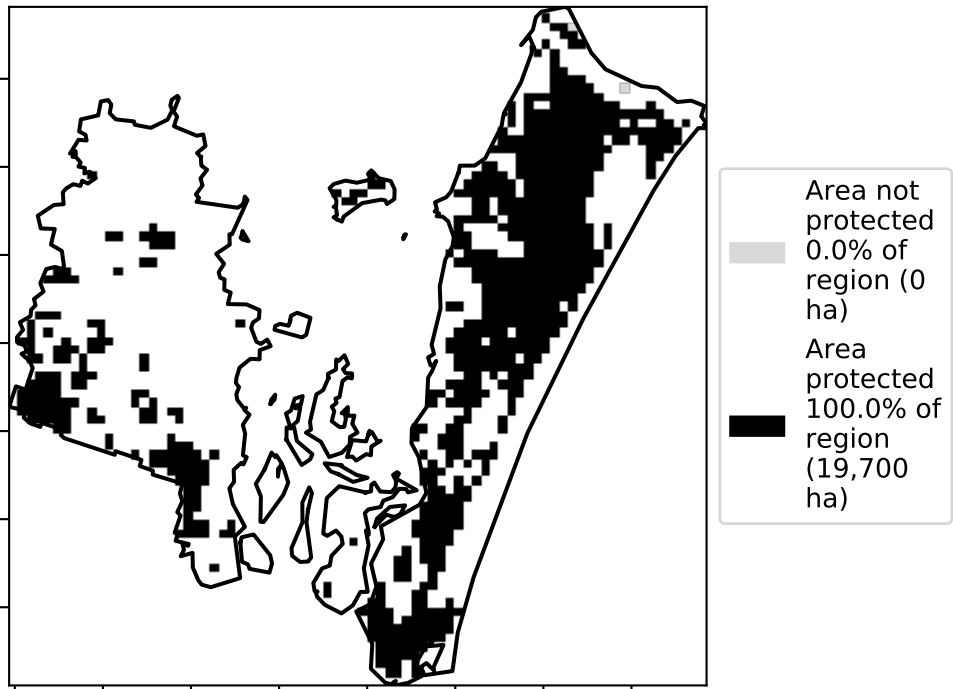 Area not
protected
0.0% of
region (0
ha)
Area
protected
100.0% of
region
(19,700
ha)